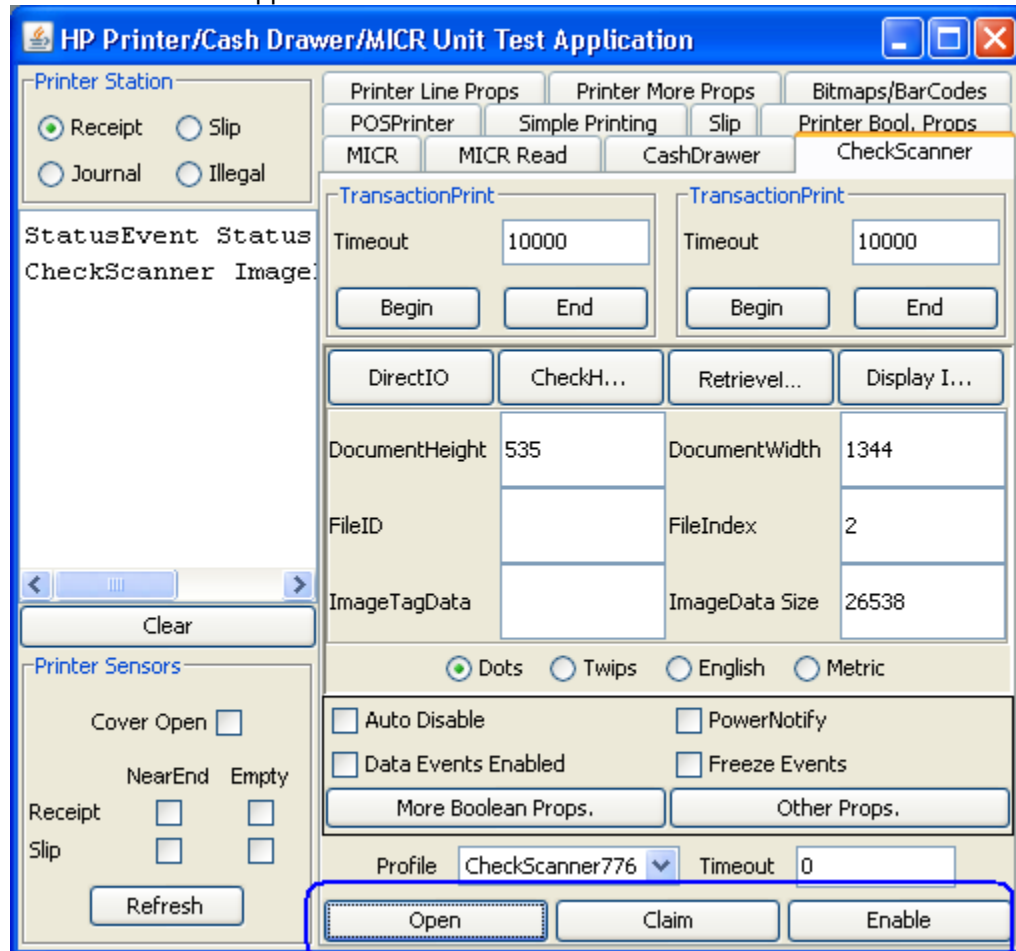 HP Printer/Cash Drawer/MICR Unit Test Application
Printer Station
Receipt Slip
Journal Illegal
StatusEvent Status
CheckScanner Image
Clear
Printer Sensors
Cover Open
NearEnd Empty
Receipt
Slip
Refresh
Printer Line Props Printer More Props Bitmaps/BarCodes
POSPrinter Simple Printing Slip Printer Bool. Props
MICR MICR Read CashDrawer CheckScanner
TransactionPrint TransactionPrint
Timeout 10000 Timeout 10000
Begin End Begin End
DirectIO CheckH... Retrievel... Display I...
DocumentHeight 535 DocumentWidth 1344
FileID FileIndex 2
ImageTagData ImageData Size 26538
Dots Twips English Metric
Auto Disable PowerNotify
Data Events Enabled Freeze Events
More Boolean Props. Other Props.
Profile CheckScanner776 Timeout 0
Open Claim Enable